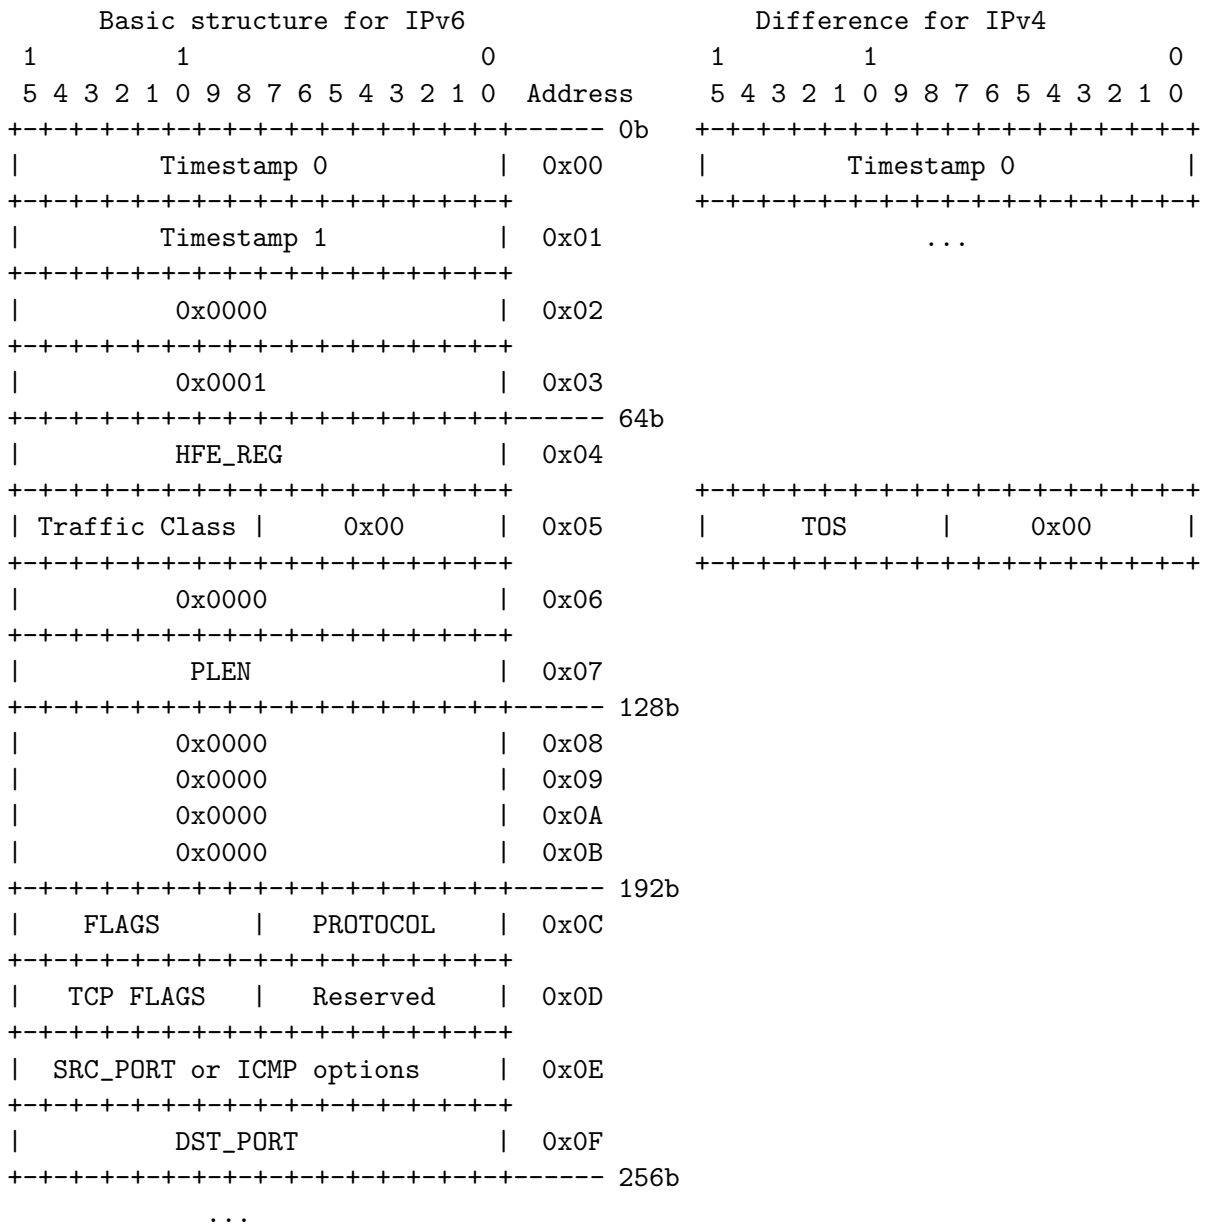 Basic structure for IPv6                   Difference for IPv4
 1         1                   0              1         1                   0
 5 4 3 2 1 0 9 8 7 6 5 4 3 2 1 0  Address     5 4 3 2 1 0 9 8 7 6 5 4 3 2 1 0
+-+-+-+-+-+-+-+-+-+-+-+-+-+-+-+-+------ 0b   +-+-+-+-+-+-+-+-+-+-+-+-+-+-+-+-+
|         Timestamp 0           |  0x00      |         Timestamp 0           |
+-+-+-+-+-+-+-+-+-+-+-+-+-+-+-+-+            +-+-+-+-+-+-+-+-+-+-+-+-+-+-+-+-+
|         Timestamp 1           |  0x01                     ...
+-+-+-+-+-+-+-+-+-+-+-+-+-+-+-+-+
|          0x0000               |  0x02
+-+-+-+-+-+-+-+-+-+-+-+-+-+-+-+-+
|          0x0001               |  0x03
+-+-+-+-+-+-+-+-+-+-+-+-+-+-+-+-+------ 64b
|          HFE_REG              |  0x04
+-+-+-+-+-+-+-+-+-+-+-+-+-+-+-+-+            +-+-+-+-+-+-+-+-+-+-+-+-+-+-+-+-+
| Traffic Class |     0x00      |  0x05      |      TOS      |     0x00      |
+-+-+-+-+-+-+-+-+-+-+-+-+-+-+-+-+            +-+-+-+-+-+-+-+-+-+-+-+-+-+-+-+-+
|          0x0000               |  0x06
+-+-+-+-+-+-+-+-+-+-+-+-+-+-+-+-+
|           PLEN                |  0x07
+-+-+-+-+-+-+-+-+-+-+-+-+-+-+-+-+------ 128b
|          0x0000               |  0x08
|          0x0000               |  0x09
|          0x0000               |  0x0A
|          0x0000               |  0x0B
+-+-+-+-+-+-+-+-+-+-+-+-+-+-+-+-+------ 192b
|    FLAGS      |   PROTOCOL    |  0x0C
+-+-+-+-+-+-+-+-+-+-+-+-+-+-+-+-+
|   TCP FLAGS   |   Reserved    |  0x0D
+-+-+-+-+-+-+-+-+-+-+-+-+-+-+-+-+
|  SRC_PORT or ICMP options     |  0x0E
+-+-+-+-+-+-+-+-+-+-+-+-+-+-+-+-+
|          DST_PORT             |  0x0F
+-+-+-+-+-+-+-+-+-+-+-+-+-+-+-+-+------ 256b
             ...